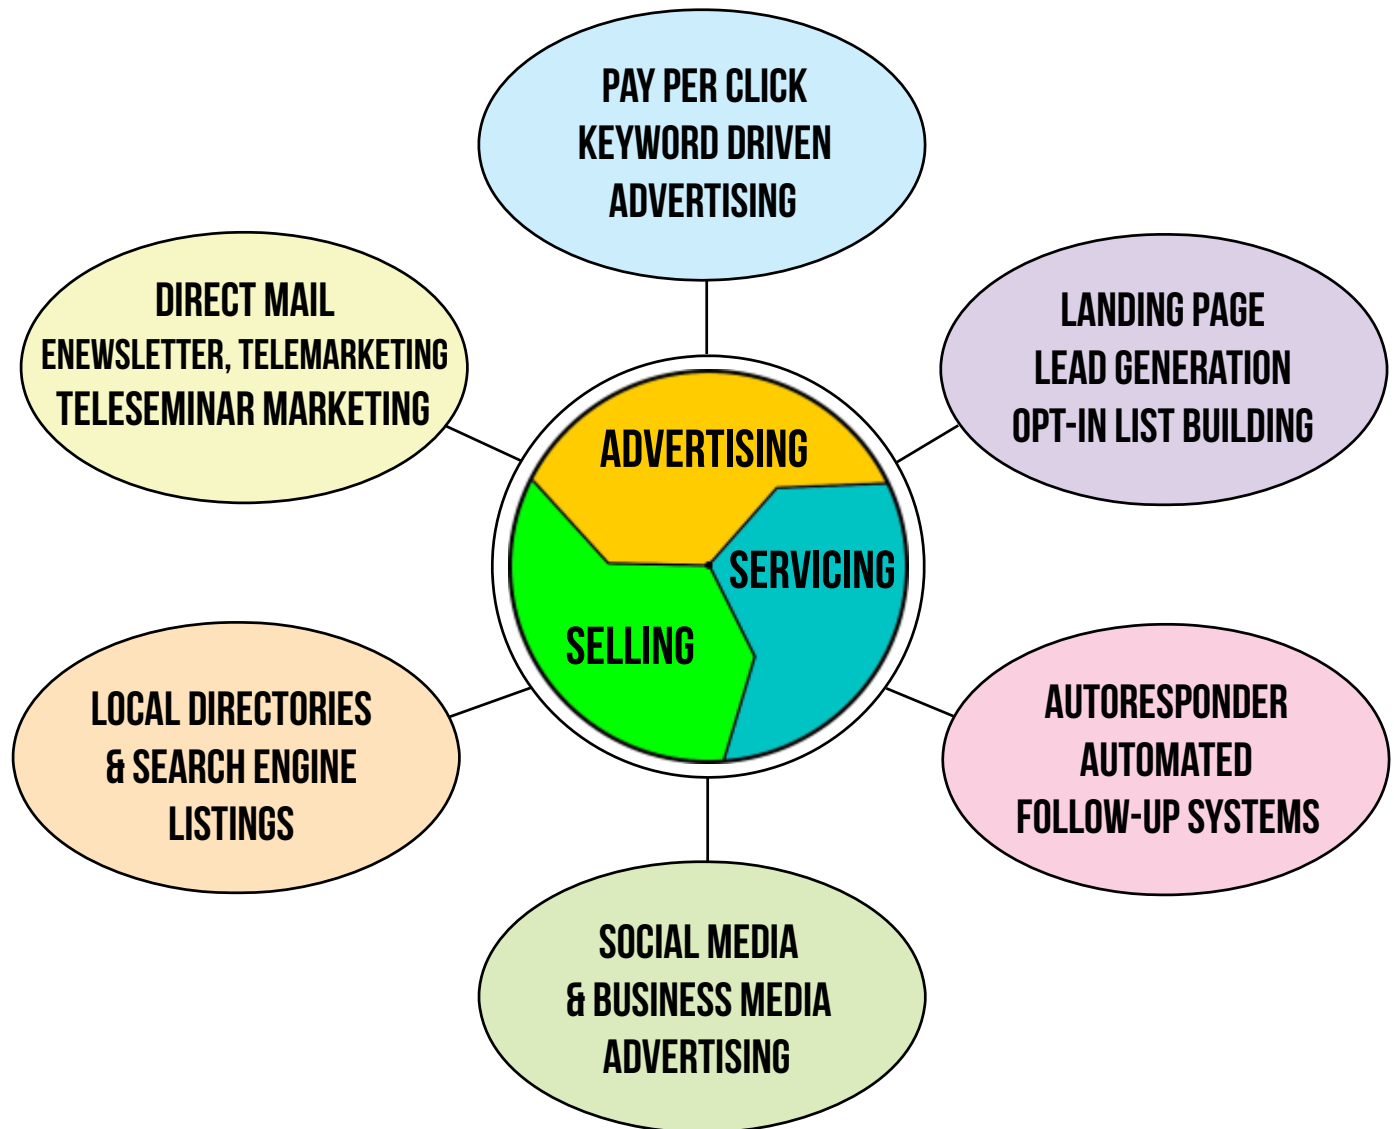 PAY PER CLICK
KEYWORD DRIVEN
ADVERTISING
DIRECT MAIL
ENEWSLETTER, TELEMARKETING
TELESEMINAR MARKETING
LANDING PAGE
LEAD GENERATION
OPT-IN LIST BUILDING
ADVERTISING
SERVICING
SELLING
LOCAL DIRECTORIES
& SEARCH ENGINE
LISTINGS
AUTORESPONDER
AUTOMATED
FOLLOW-UP SYSTEMS
SOCIAL MEDIA
& BUSINESS MEDIA
ADVERTISING